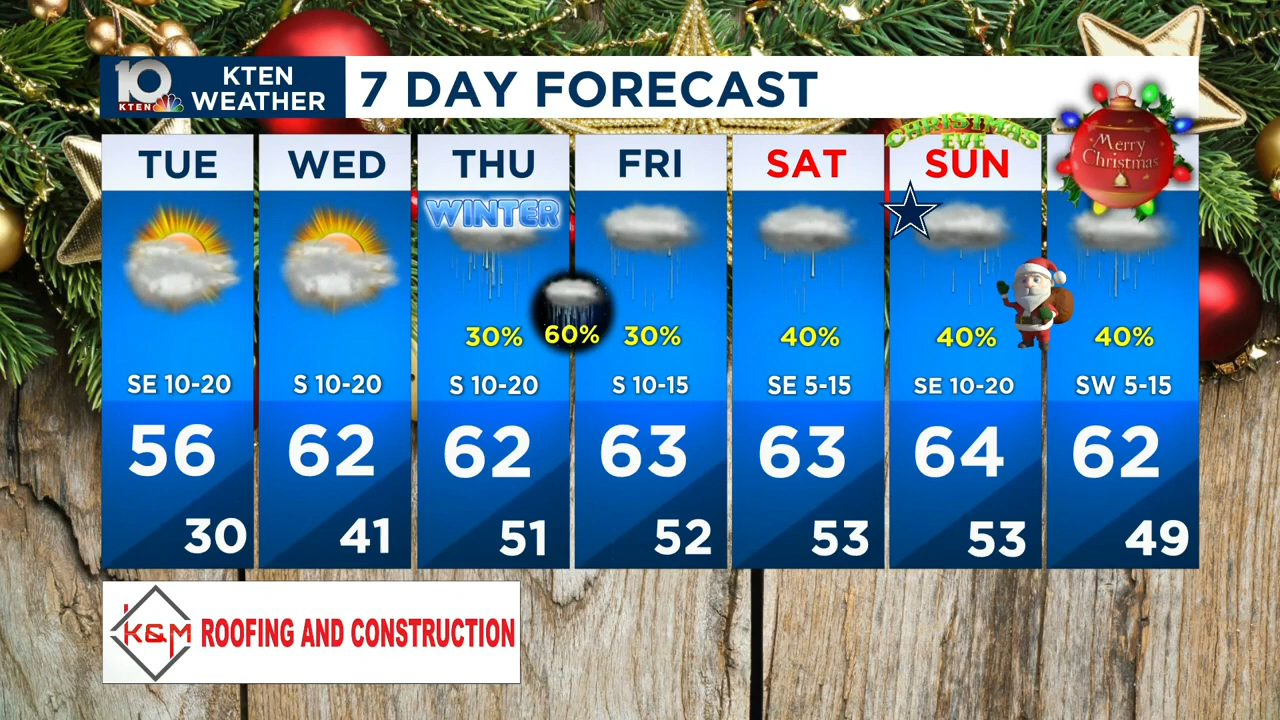 10
KTEN
KTEN
WEATHER
7 DAY FORECAST
TUE
WED
THU
FRI
SAT
CHRISTMAS
EVE
SUN
Merry
Christmas
WINTER
30%
60%
30%
40%
40%
40%
SE 10-20
S 10-20
S 10-20
S 10-15
SE 5-15
SE 10-20
SW 5-15
56
62
62
63
63
64
62
30
41
51
52
53
53
49
K&M
ROOFING AND CONSTRUCTION